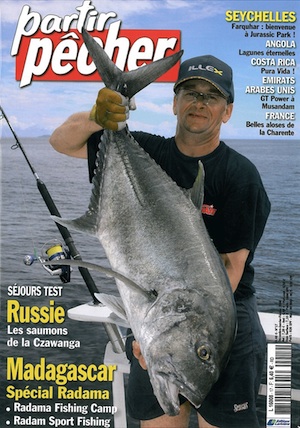 partir
pêcher
SEYCHELLES
Farquhar : bienvenue
à Jurassic Park !
ANGOLA
Lagunes éternelles
COSTA RICA
Pura Vida !
EMIRATS
ARABES UNIS
GT Power à
Musandam
FRANCE
Belles aloses de
la Charente
ILLEX
SÉJOURS TEST
Russie
Les saumons
de la Czawanga
Madagascar
Spécial Radama
• Radama Fishing Camp
• Radam Sport Fishing